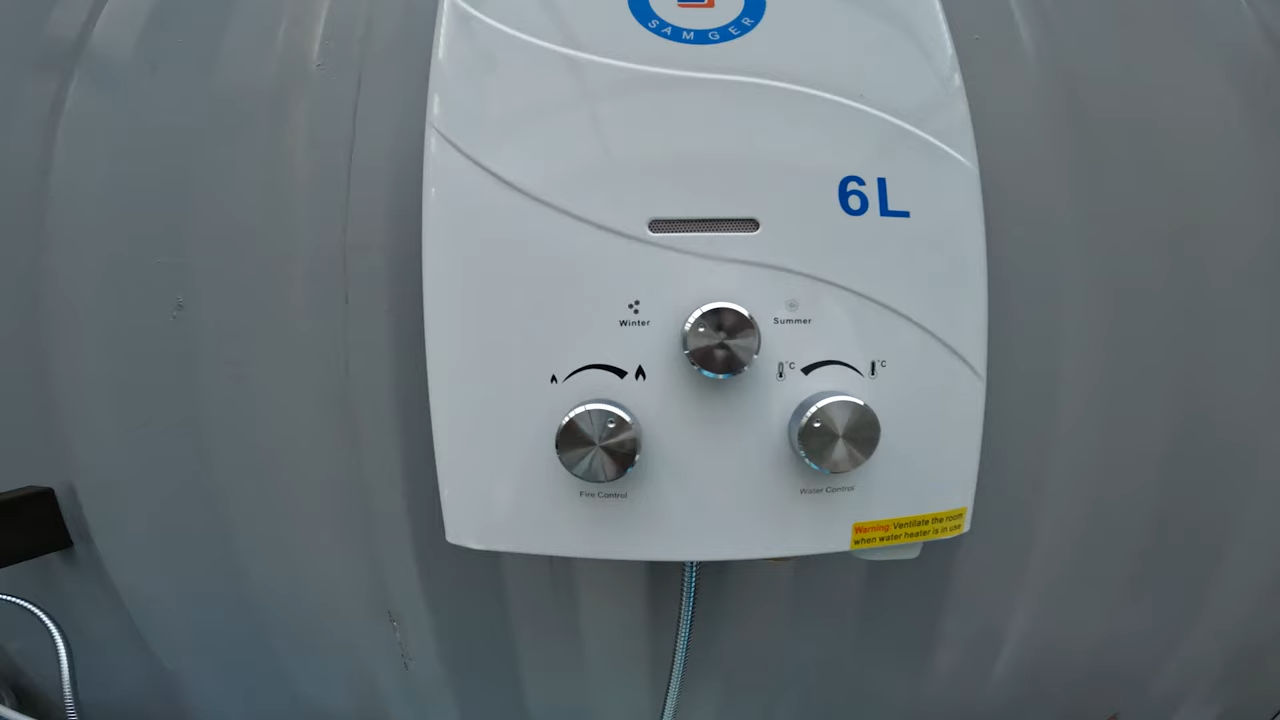 SAMGER
6L
Winter
Summer
°C
°C
Fire Control
Water Control
Warning: Ventilate the room
when water heater is in use